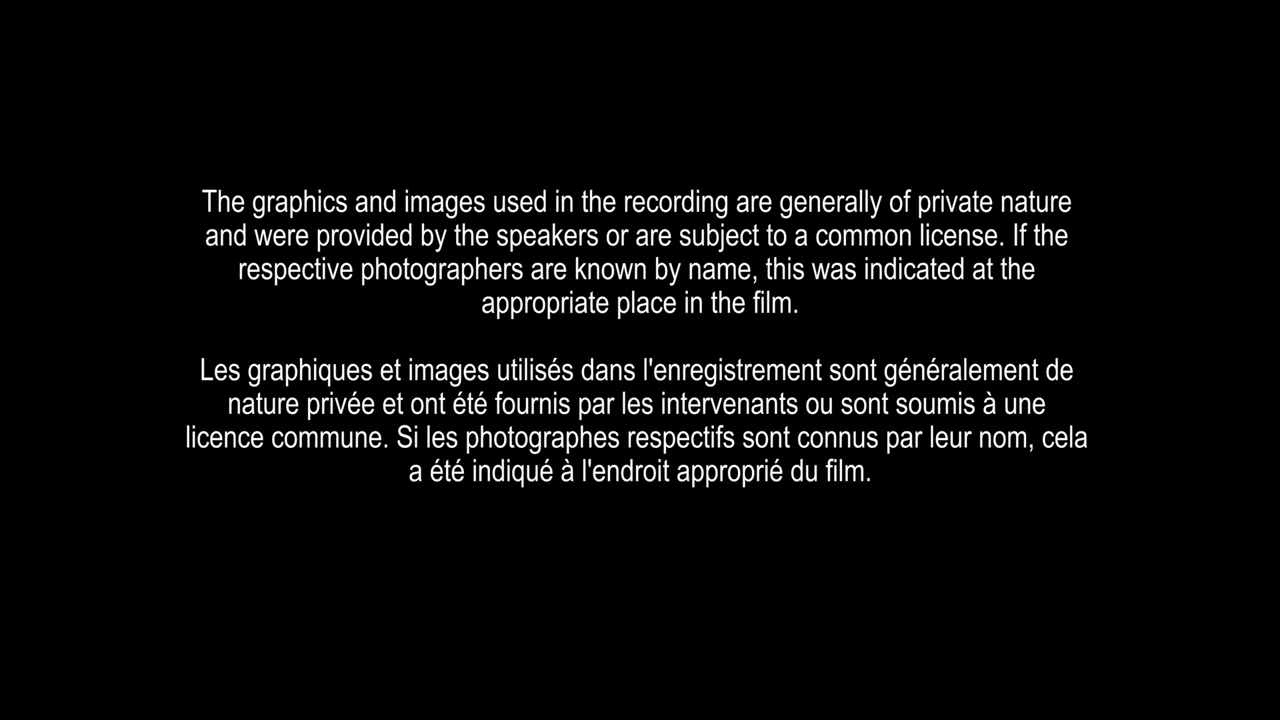 The graphics and images used in the recording are generally of private nature
and were provided by the speakers or are subject to a common license. If the
respective photographers are known by name, this was indicated at the
appropriate place in the film.
Les graphiques et images utilisés dans l'enregistrement sont généralement de
nature privée et ont été fournis par les intervenants ou sont soumis à une
licence commune. Si les photographes respectifs sont connus par leur nom, cela
a été indiqué à l'endroit approprié du film.